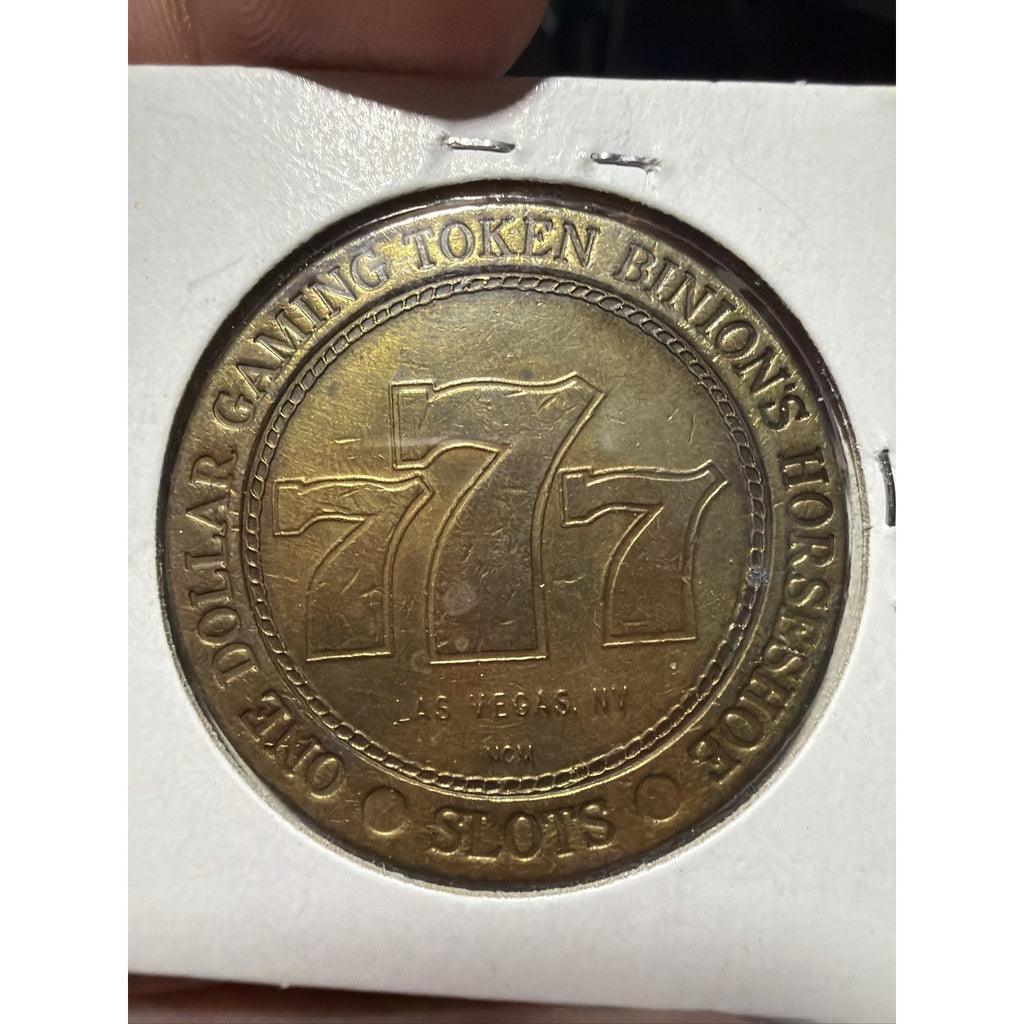 ONE DOLLAR GAMING TOKEN BINION'S HORSESHOE
777
LAS VEGAS, NV
NCM
SLOTS